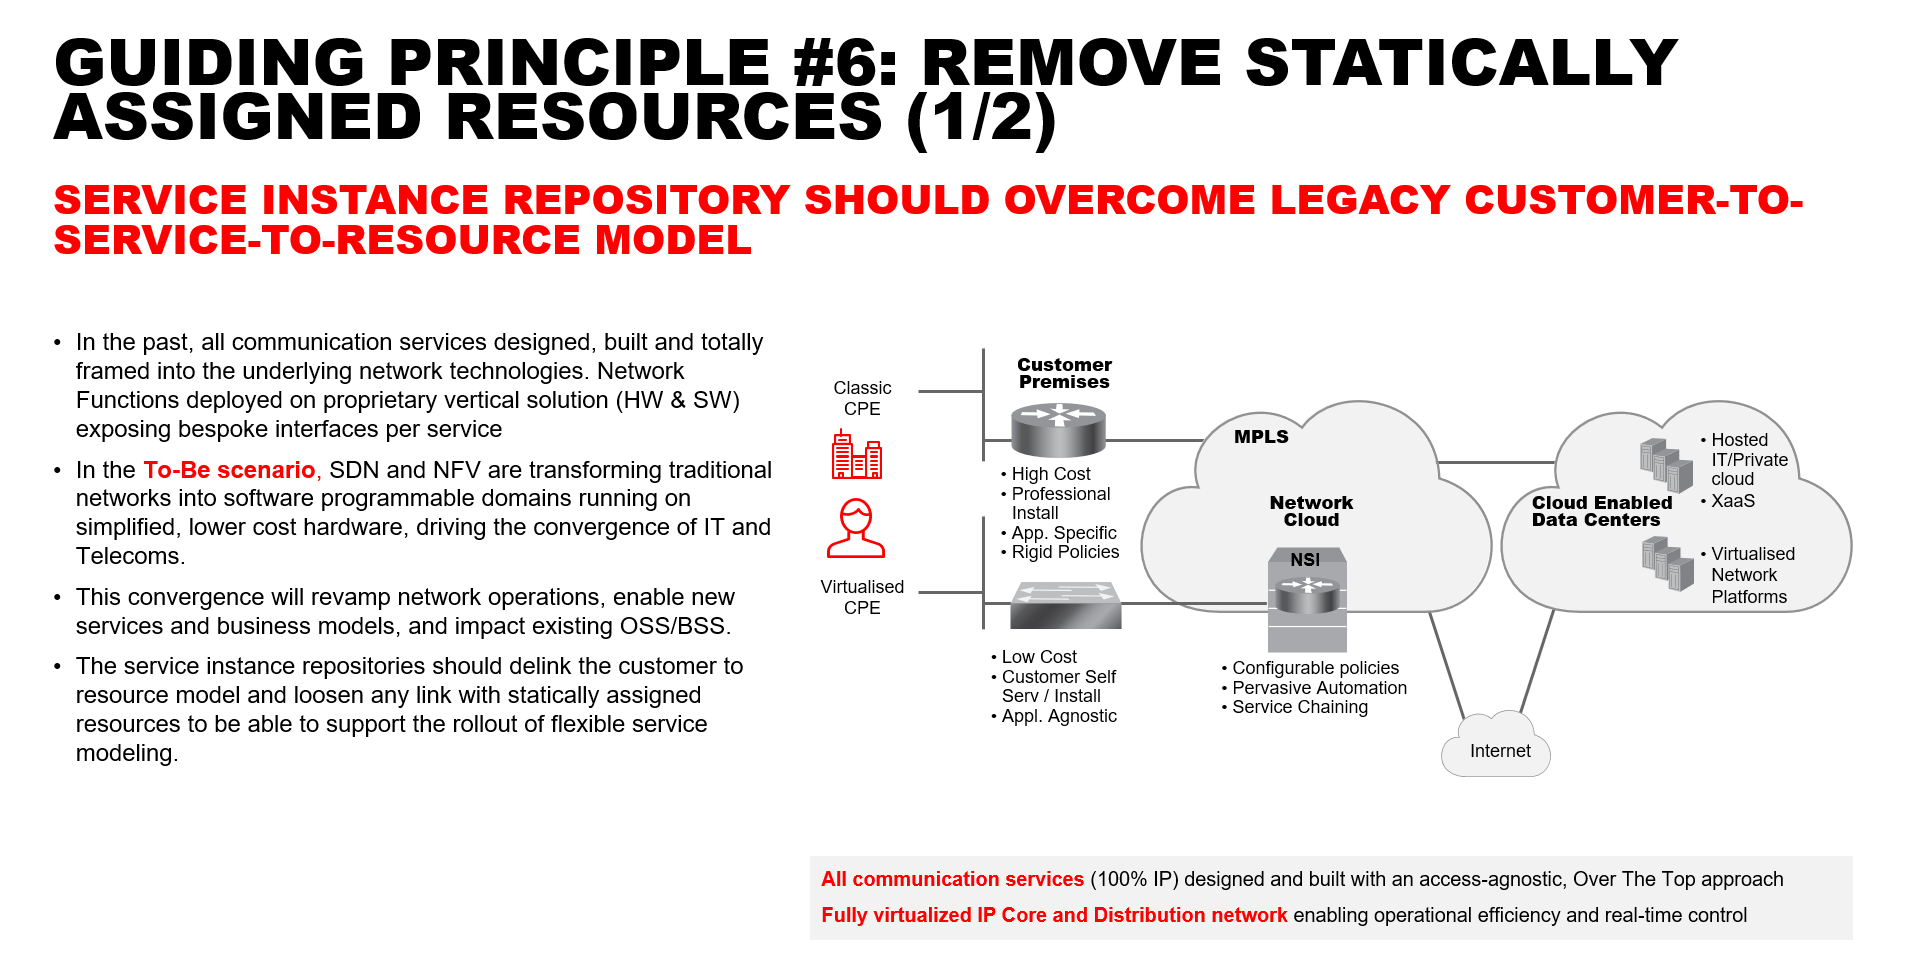 GUIDING PRINCIPLE #6: REMOVE STATICALLY
ASSIGNED RESOURCES (1/2)
SERVICE INSTANCE REPOSITORY SHOULD OVERCOME LEGACY CUSTOMER-TO-
SERVICE-TO-RESOURCE MODEL
• In the past, all communication services designed, built and totally
framed into the underlying network technologies. Network
Functions deployed on proprietary vertical solution (HW & SW)
exposing bespoke interfaces per service
• In the To-Be scenario, SDN and NFV are transforming traditional
networks into software programmable domains running on
simplified, lower cost hardware, driving the convergence of IT and
Telecoms.
• This convergence will revamp network operations, enable new
services and business models, and impact existing OSS/BSS.
• The service instance repositories should delink the customer to
resource model and loosen any link with statically assigned
resources to be able to support the rollout of flexible service
modeling.
Classic
CPE
Virtualised
CPE
Customer
Premises
• High Cost
• Professional
Install
• App. Specific
• Rigid Policies
• Low Cost
• Customer Self
Serv / Install
• Appl. Agnostic
MPLS
Network
Cloud
NSI
• Configurable policies
• Pervasive Automation
• Service Chaining
Cloud Enabled
Data Centers
• Hosted
IT/Private
cloud
• XaaS
• Virtualised
Network
Platforms
Internet
All communication services (100% IP) designed and built with an access-agnostic, Over The Top approach
Fully virtualized IP Core and Distribution network enabling operational efficiency and real-time control